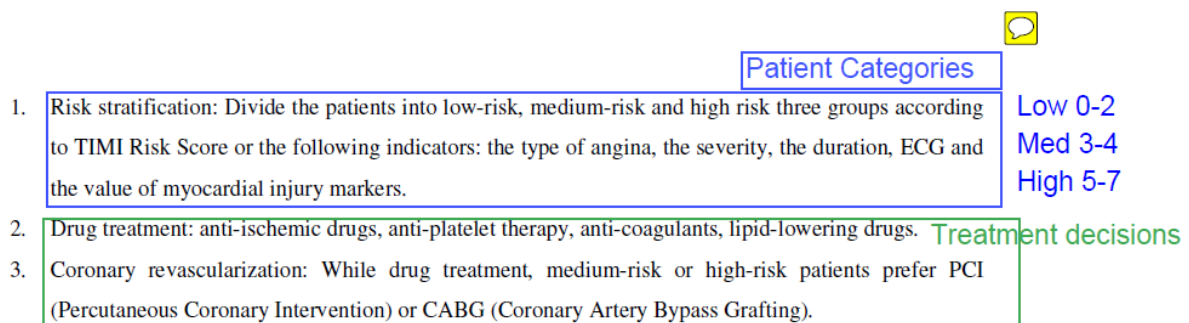 Patient Categories
1. Risk stratification: Divide the patients into low-risk, medium-risk and high risk three groups according
to TIMI Risk Score or the following indicators: the type of angina, the severity, the duration, ECG and
the value of myocardial injury markers.
Low 0-2
Med 3-4
High 5-7
2. Drug treatment: anti-ischemic drugs, anti-platelet therapy, anti-coagulants, lipid-lowering drugs.
Treatment decisions
3. Coronary revascularization: While drug treatment, medium-risk or high-risk patients prefer PCI
(Percutaneous Coronary Intervention) or CABG (Coronary Artery Bypass Grafting).